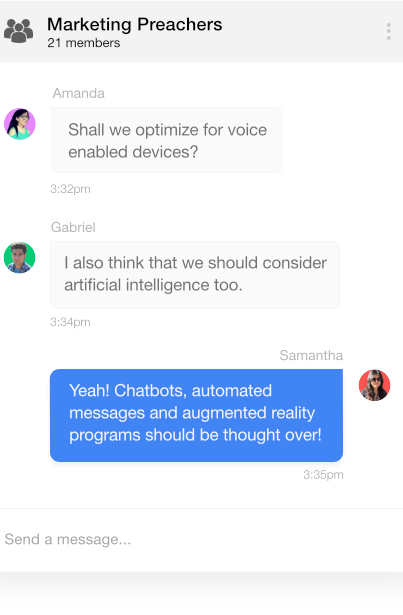 Marketing Preachers
21 members
Amanda
Shall we optimize for voice
enabled devices?
3:32pm
Gabriel
I also think that we should consider
artificial intelligence too.
3:34pm
Samantha
Yeah! Chatbots, automated
messages and augmented reality
programs should be thought over!
3:35pm
Send a message...